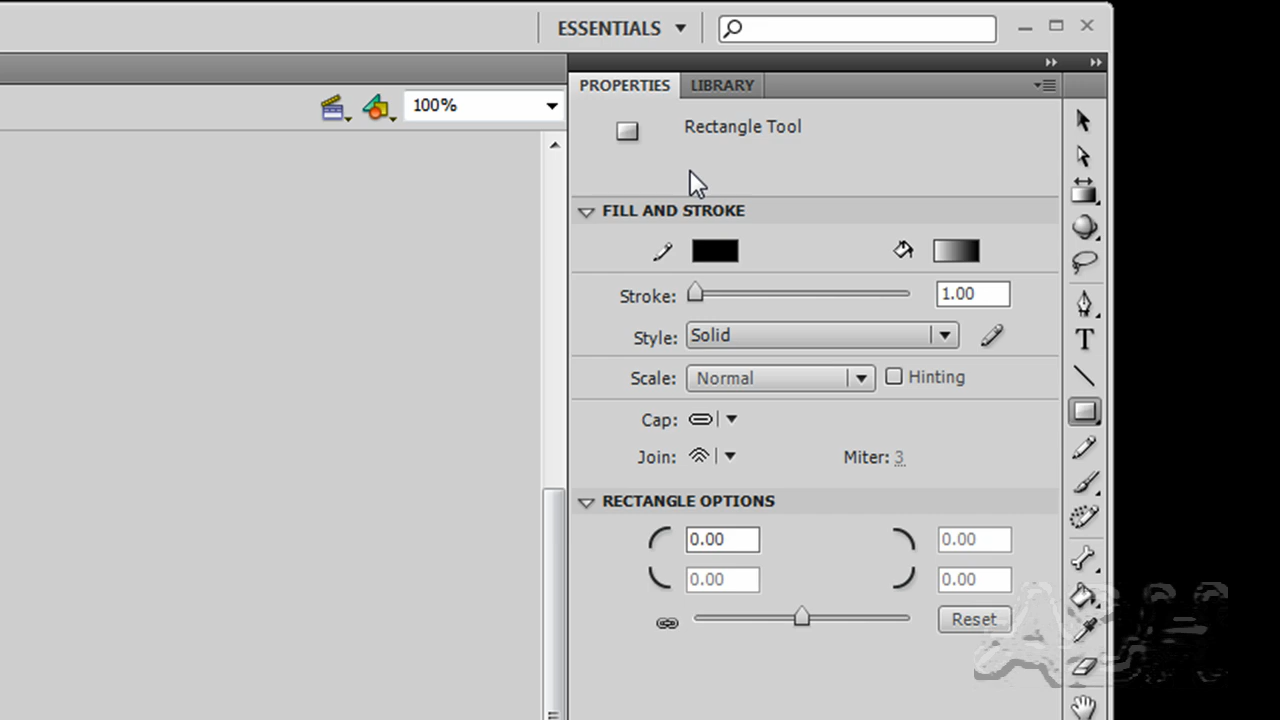 ESSENTIALS
100%
PROPERTIES LIBRARY
Rectangle Tool
FILL AND STROKE
Stroke: 1.00
Style: Solid
Scale: Normal Hinting
Cap:
Join: Miter: 3
RECTANGLE OPTIONS
0.00 0.00
0.00 0.00
Reset